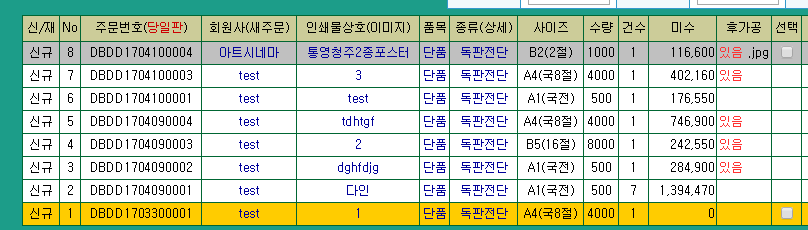 신/재 No 주문번호(당일판) 회원사(새주문) 인쇄물상호(이미지) 품목 종류(상세) 사이즈 수량 건수 미수 후가공 선택
신규 8 DBDD1704100004 아트시네마 통영청주2종포스터 단품 독판전단 B2(2절) 1000 1 116,600 있음 .jpg
신규 7 DBDD1704100003 test 3 단품 독판전단 A4(국8절) 4000 1 402,160 있음
신규 6 DBDD1704100001 test test 단품 독판전단 A1(국전) 500 1 176,550
신규 5 DBDD1704090004 test tdhtgf 단품 독판전단 A4(국8절) 4000 1 746,900 있음
신규 4 DBDD1704090003 test 2 단품 독판전단 B5(16절) 8000 1 242,550 있음
신규 3 DBDD1704090002 test dghfdjg 단품 독판전단 A1(국전) 500 1 284,900 있음
신규 2 DBDD1704090001 test 다인 단품 독판전단 A1(국전) 500 7 1,394,470
신규 1 DBDD1703300001 test 1 단품 독판전단 A4(국8절) 4000 1 0